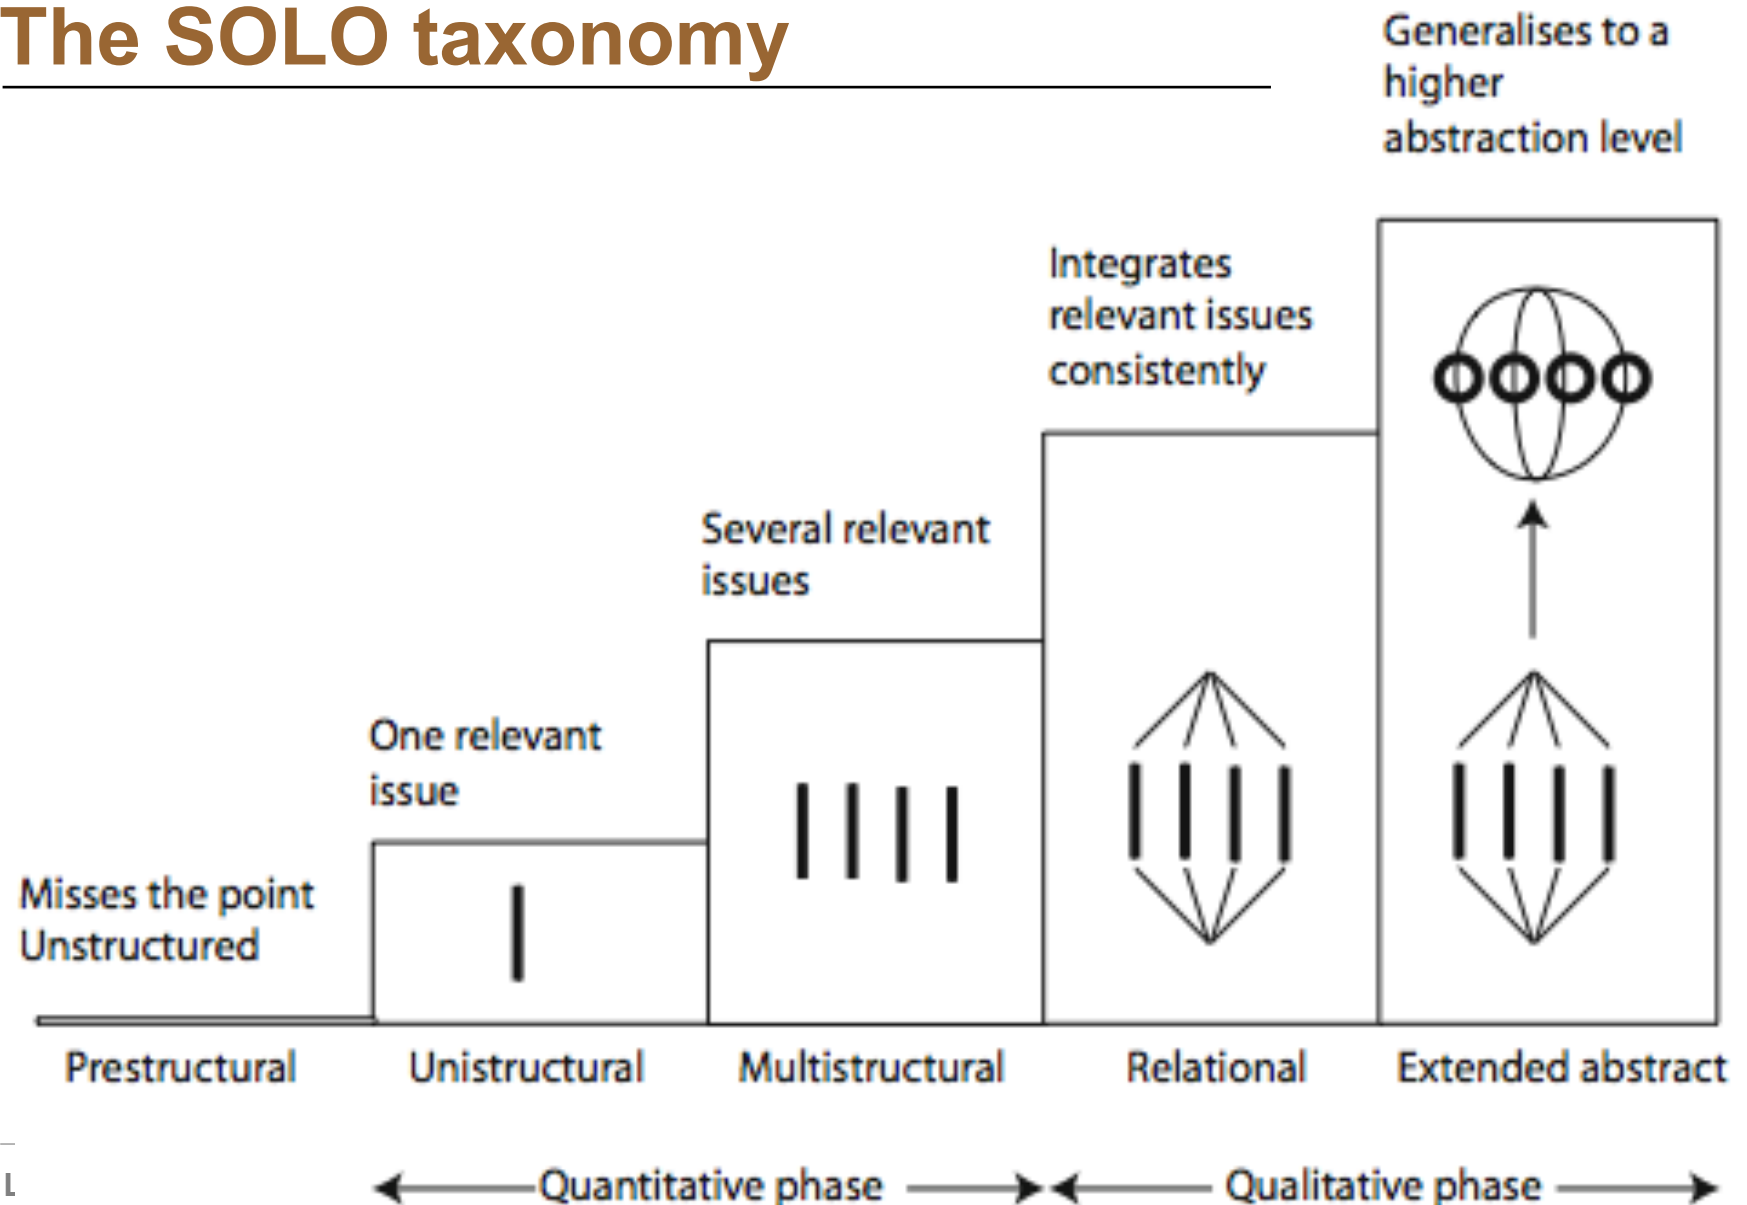 The SOLO taxonomy
Generalises to a
higher
abstraction level
Integrates
relevant issues
consistently
Several relevant
issues
One relevant
issue
Misses the point
Unstructured
Prestructural
Unistructural
Multistructural
Relational
Extended abstract
Quantitative phase
Qualitative phase